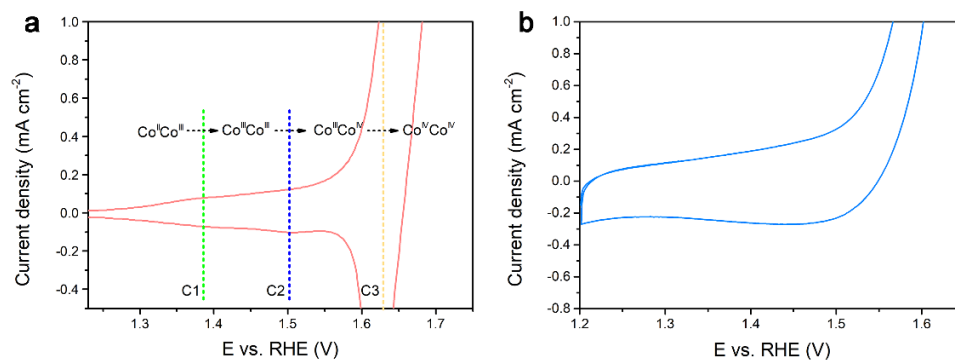 a
Current density (mA cm⁻²)
1.0
0.8
0.6
0.4
0.2
0.0
-0.2
-0.4
CoᴵᴵCoᴵᴵᴵ
CoᴵᴵᴵCoᴵᴵᴵ
CoᴵᴵᴵCoᴵⱽ
CoᴵⱽCoᴵⱽ
C1
C2
C3
1.3
1.4
1.5
1.6
1.7
E vs. RHE (V)
b
Current density (mA cm⁻²)
1.0
0.8
0.6
0.4
0.2
0.0
-0.2
-0.4
-0.6
-0.8
1.2
1.3
1.4
1.5
1.6
E vs. RHE (V)